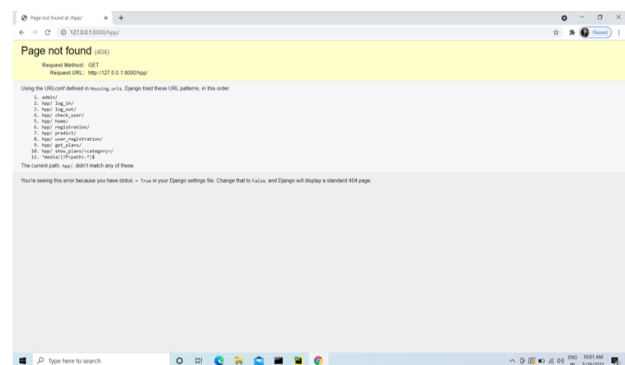 Page not found at /hpp/
127.0.0.1:8000/hpp/
Paused
Page not found (404)
Request Method: GET
Request URL: http://127.0.0.1:8000/hpp/
Using the URLconf defined in Housing.urls, Django tried these URL patterns, in this order:
1. admin/
2. hpp/ log_in/
3. hpp/ log_out/
4. hpp/ check_user/
5. hpp/ home/
6. hpp/ registration/
7. hpp/ predict/
8. hpp/ user_registration/
9. hpp/ get_plans/
10. hpp/ show_plans/<category>/
11. ^media/(?P<path>.*)$
The current path, hpp/, didn't match any of these.
You're seeing this error because you have DEBUG = True in your Django settings file. Change that to False, and Django will display a standard 404 page.
Type here to search
ENG
10:01 AM